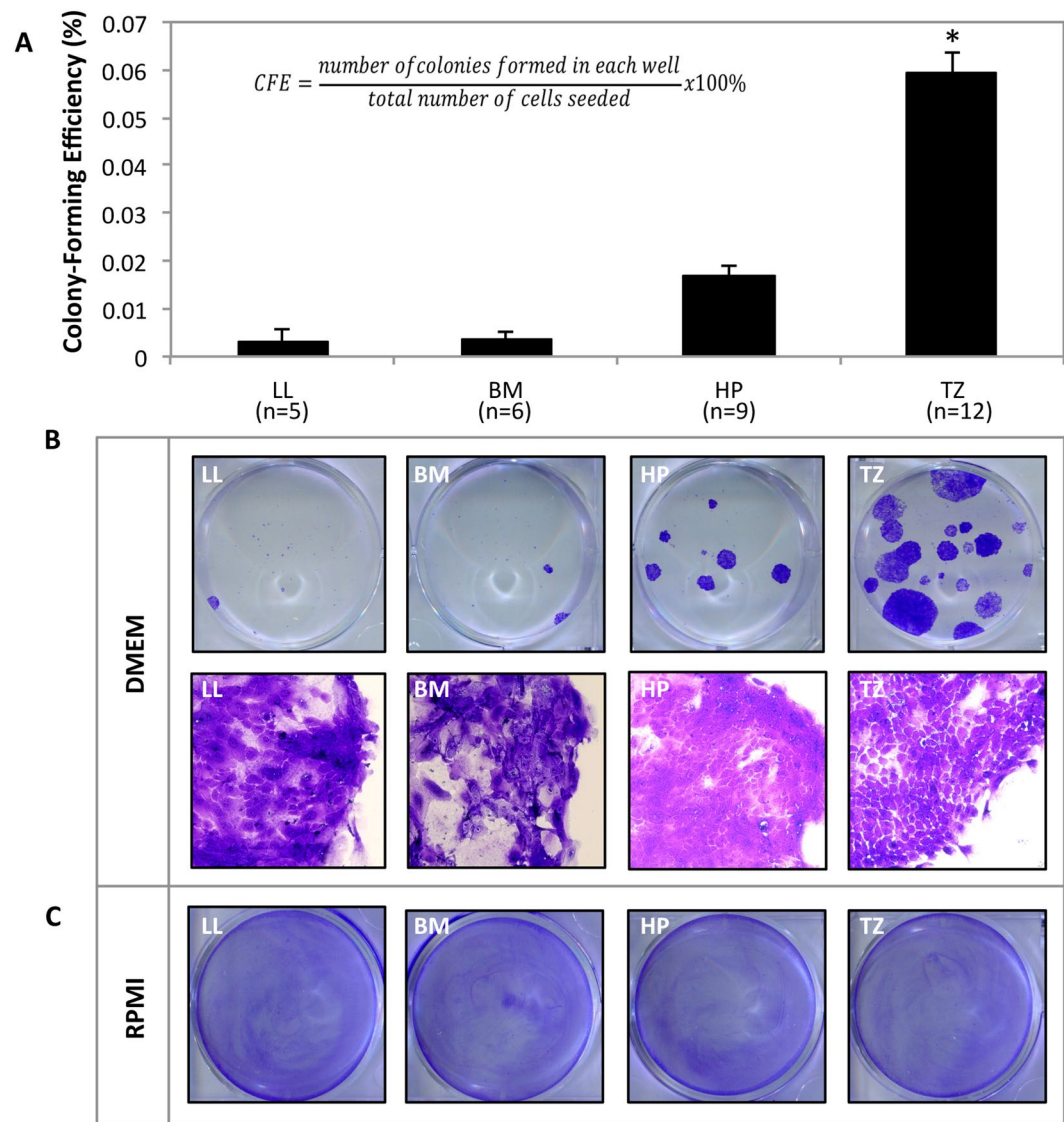 A
Colony-Forming Efficiency (%)
0.07
0.06
0.05
0.04
0.03
0.02
0.01
0
CFE = number of colonies formed in each well / total number of cells seeded x100%
*
LL
(n=5)
BM
(n=6)
HP
(n=9)
TZ
(n=12)
B
DMEM
LL
BM
HP
TZ
LL
BM
HP
TZ
C
RPMI
LL
BM
HP
TZ